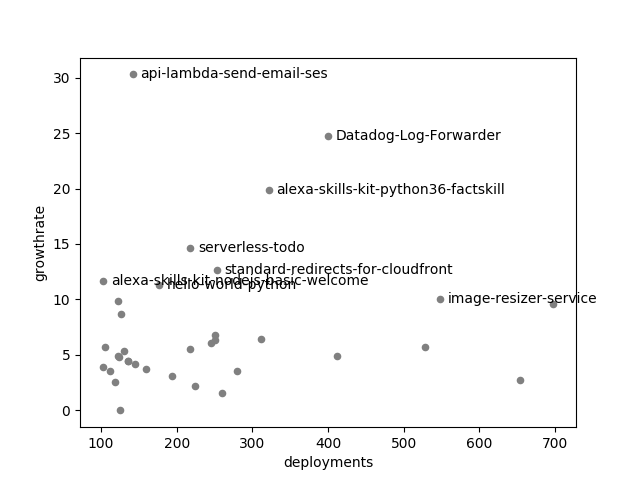 30
api-lambda-send-email-ses
25
Datadog-Log-Forwarder
20
alexa-skills-kit-python36-factskill
15
serverless-todo
standard-redirects-for-cloudfront
alexa-skills-kit-nodejs-basic-welcome
hello-world-python
growthrate
10
image-resizer-service
5
0
100 200 300 400 500 600 700
deployments